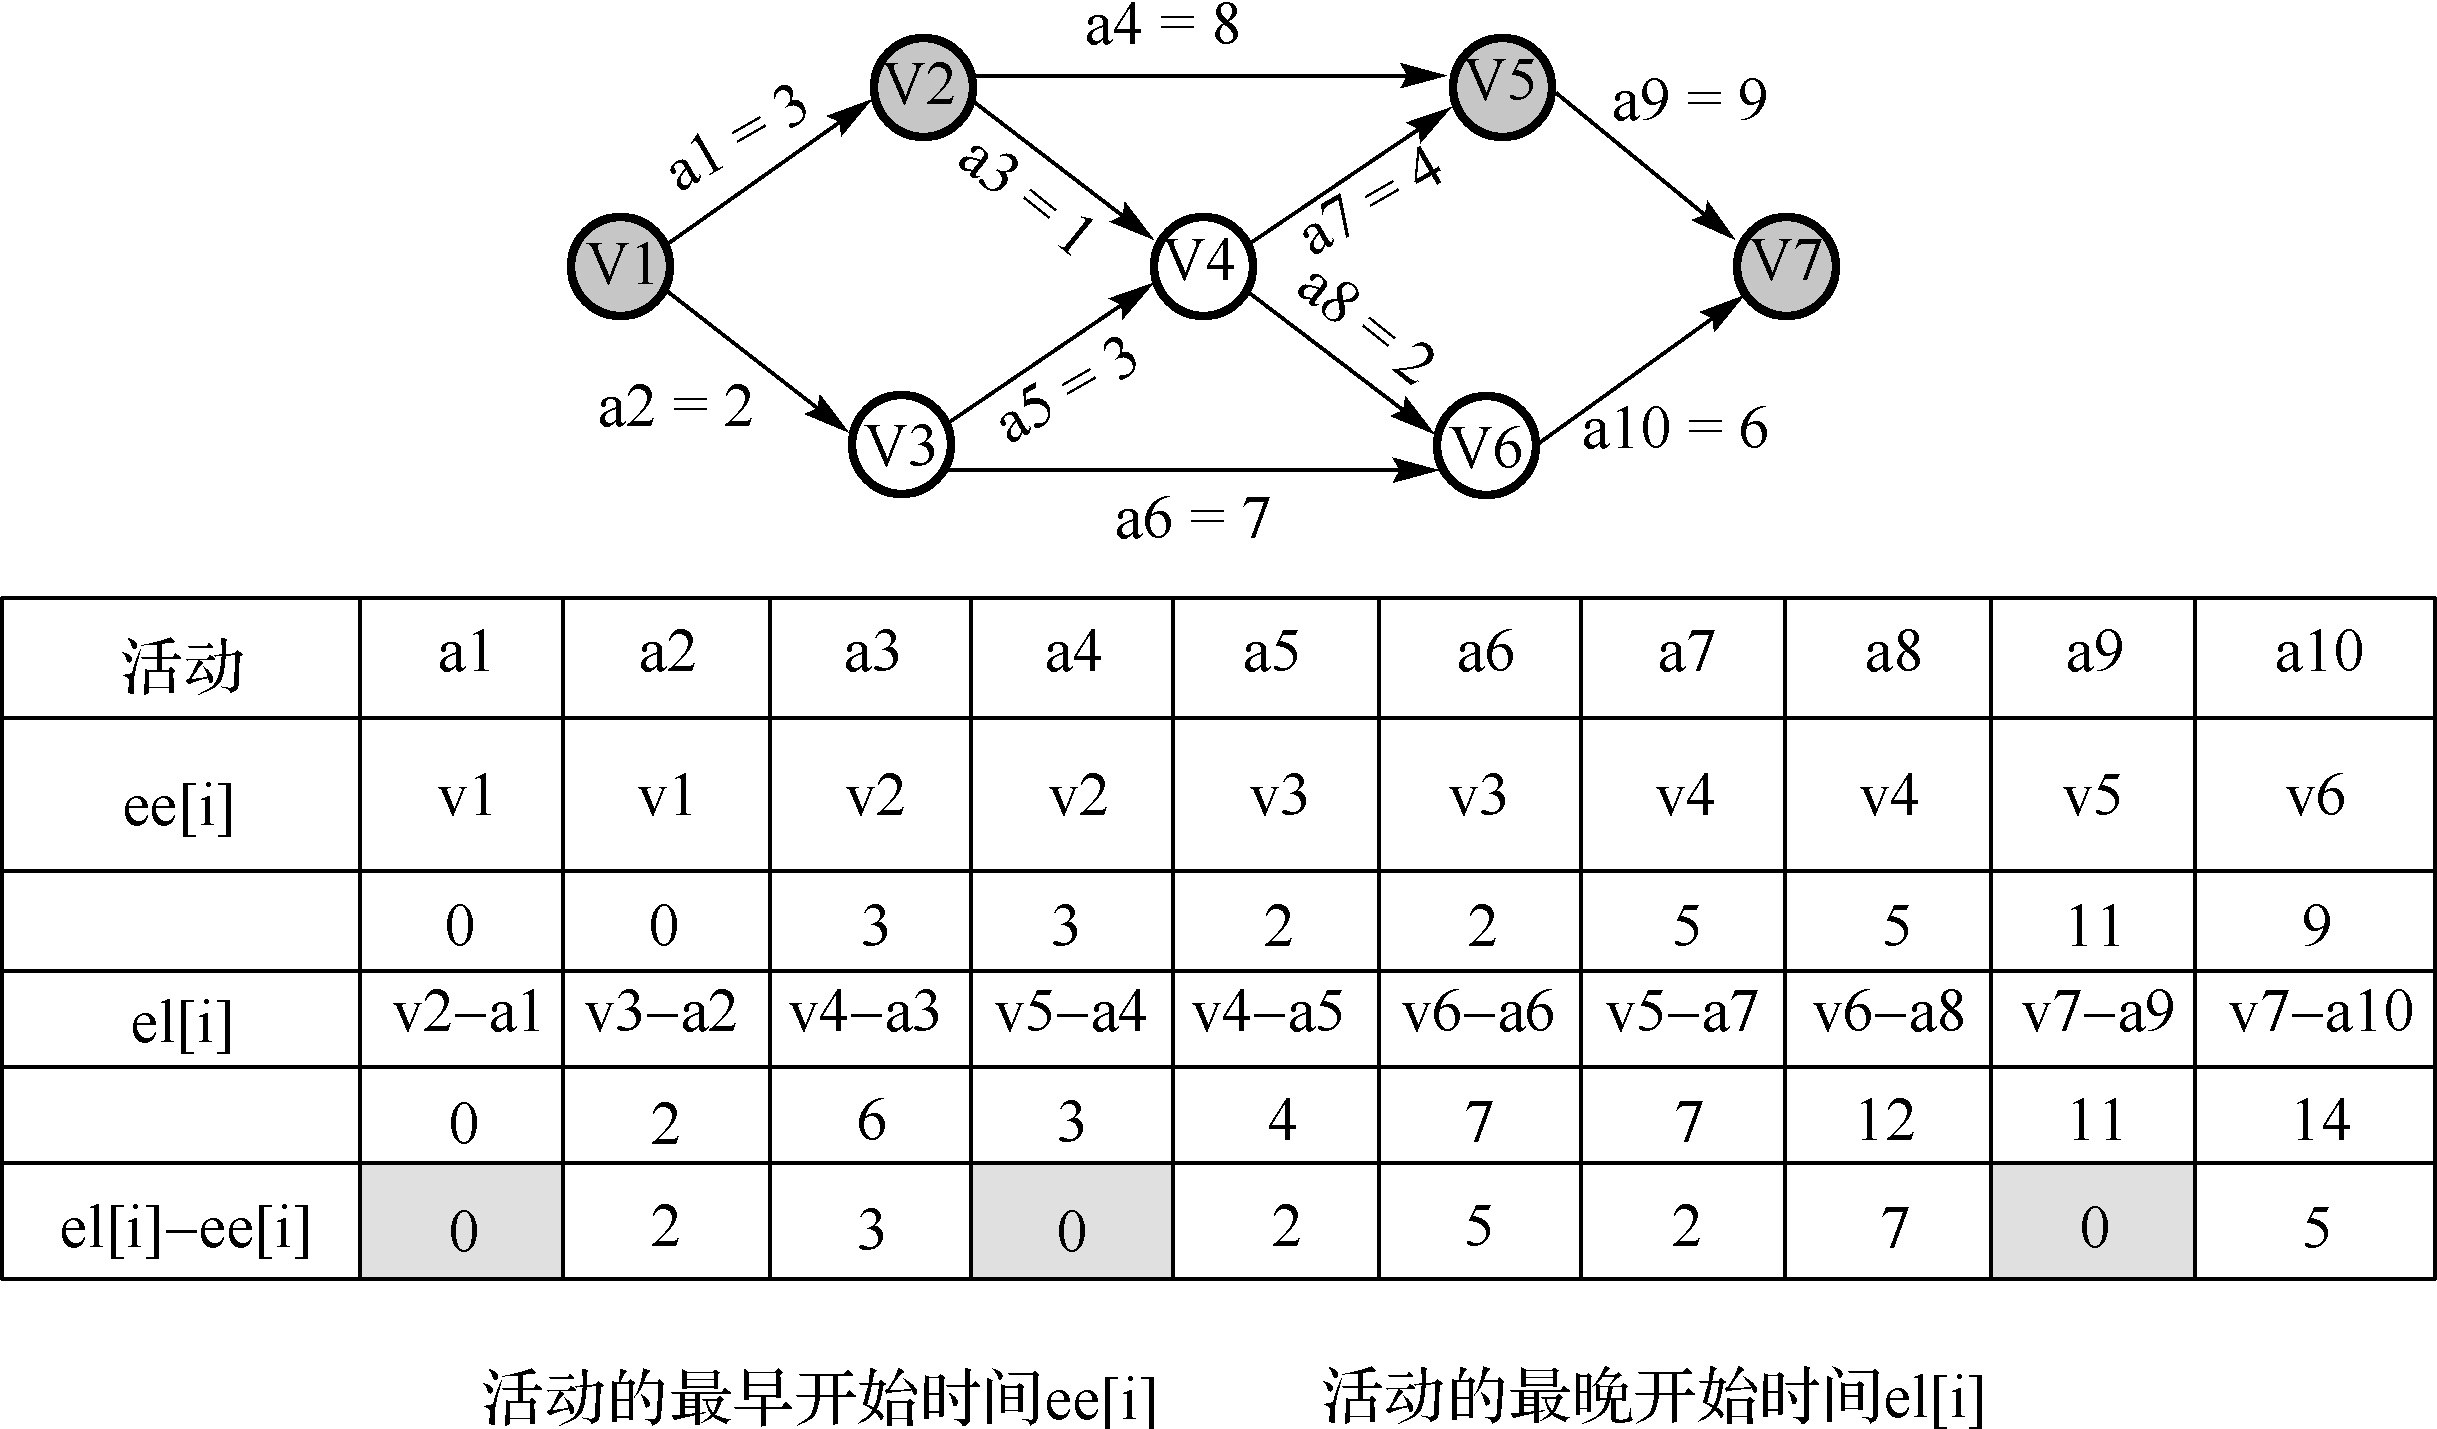 a4 = 8
V2
V5
a9 = 9
a1 = 3
a3 = 1
a7 = 4
V1
V4
V7
a8 = 2
a2 = 2
a5 = 3
V3
V6
a10 = 6
a6 = 7
活动 a1 a2 a3 a4 a5 a6 a7 a8 a9 a10
ee[i] v1 v1 v2 v2 v3 v3 v4 v4 v5 v6
0 0 3 3 2 2 5 5 11 9
el[i] v2–a1 v3–a2 v4–a3 v5–a4 v4–a5 v6–a6 v5–a7 v6–a8 v7–a9 v7–a10
0 2 6 3 4 7 7 12 11 14
el[i]–ee[i] 0 2 3 0 2 5 2 7 0 5
活动的最早开始时间ee[i] 活动的最晚开始时间el[i]